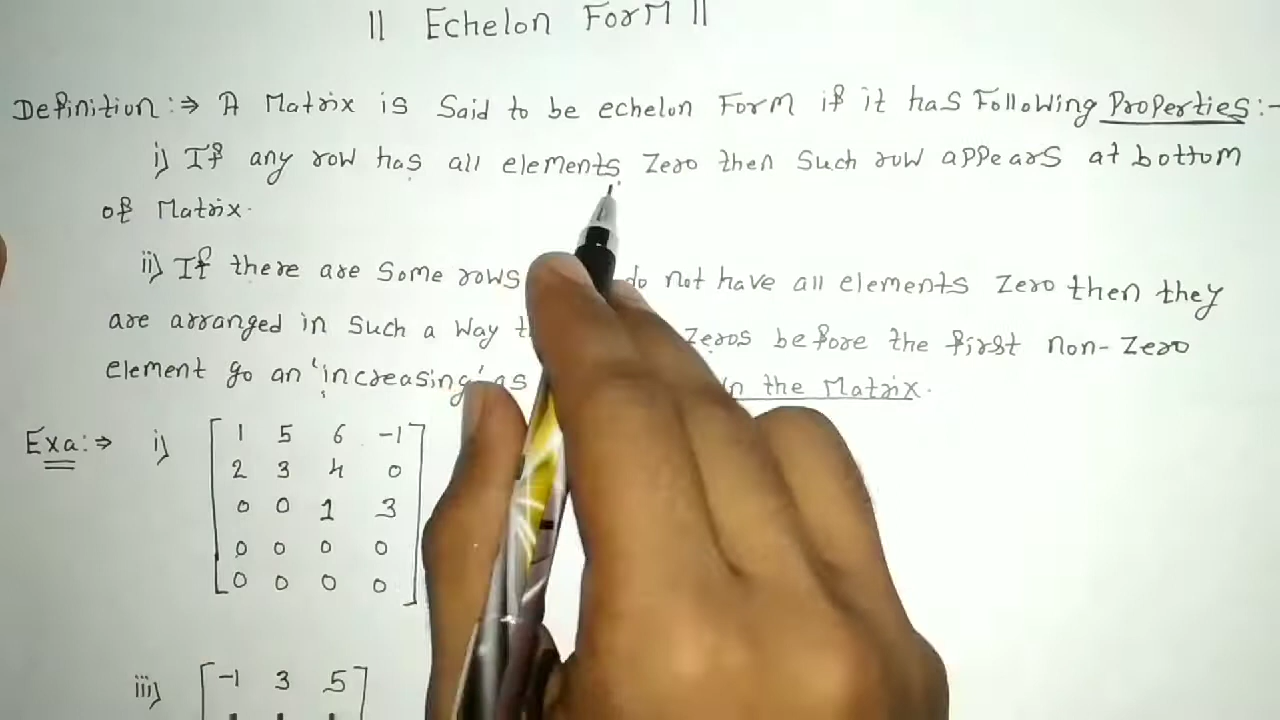 || Echelon Form ||
Definition :⇒ A Matrix is Said to be echelon Form if it has Following Properties :-
i) If any row has all elements Zero then Such row appears at bottom
of Matrix.
ii) If there are Some rows do not have all elements Zero then they
are arranged in Such a Way Zeros before the first non-Zero
element go an 'increasing' as in the Matrix.
Exa :⇒ i) 1 5 6 -1
2 3 4 0
0 0 1 3
0 0 0 0
0 0 0 0
iii) -1 3 5